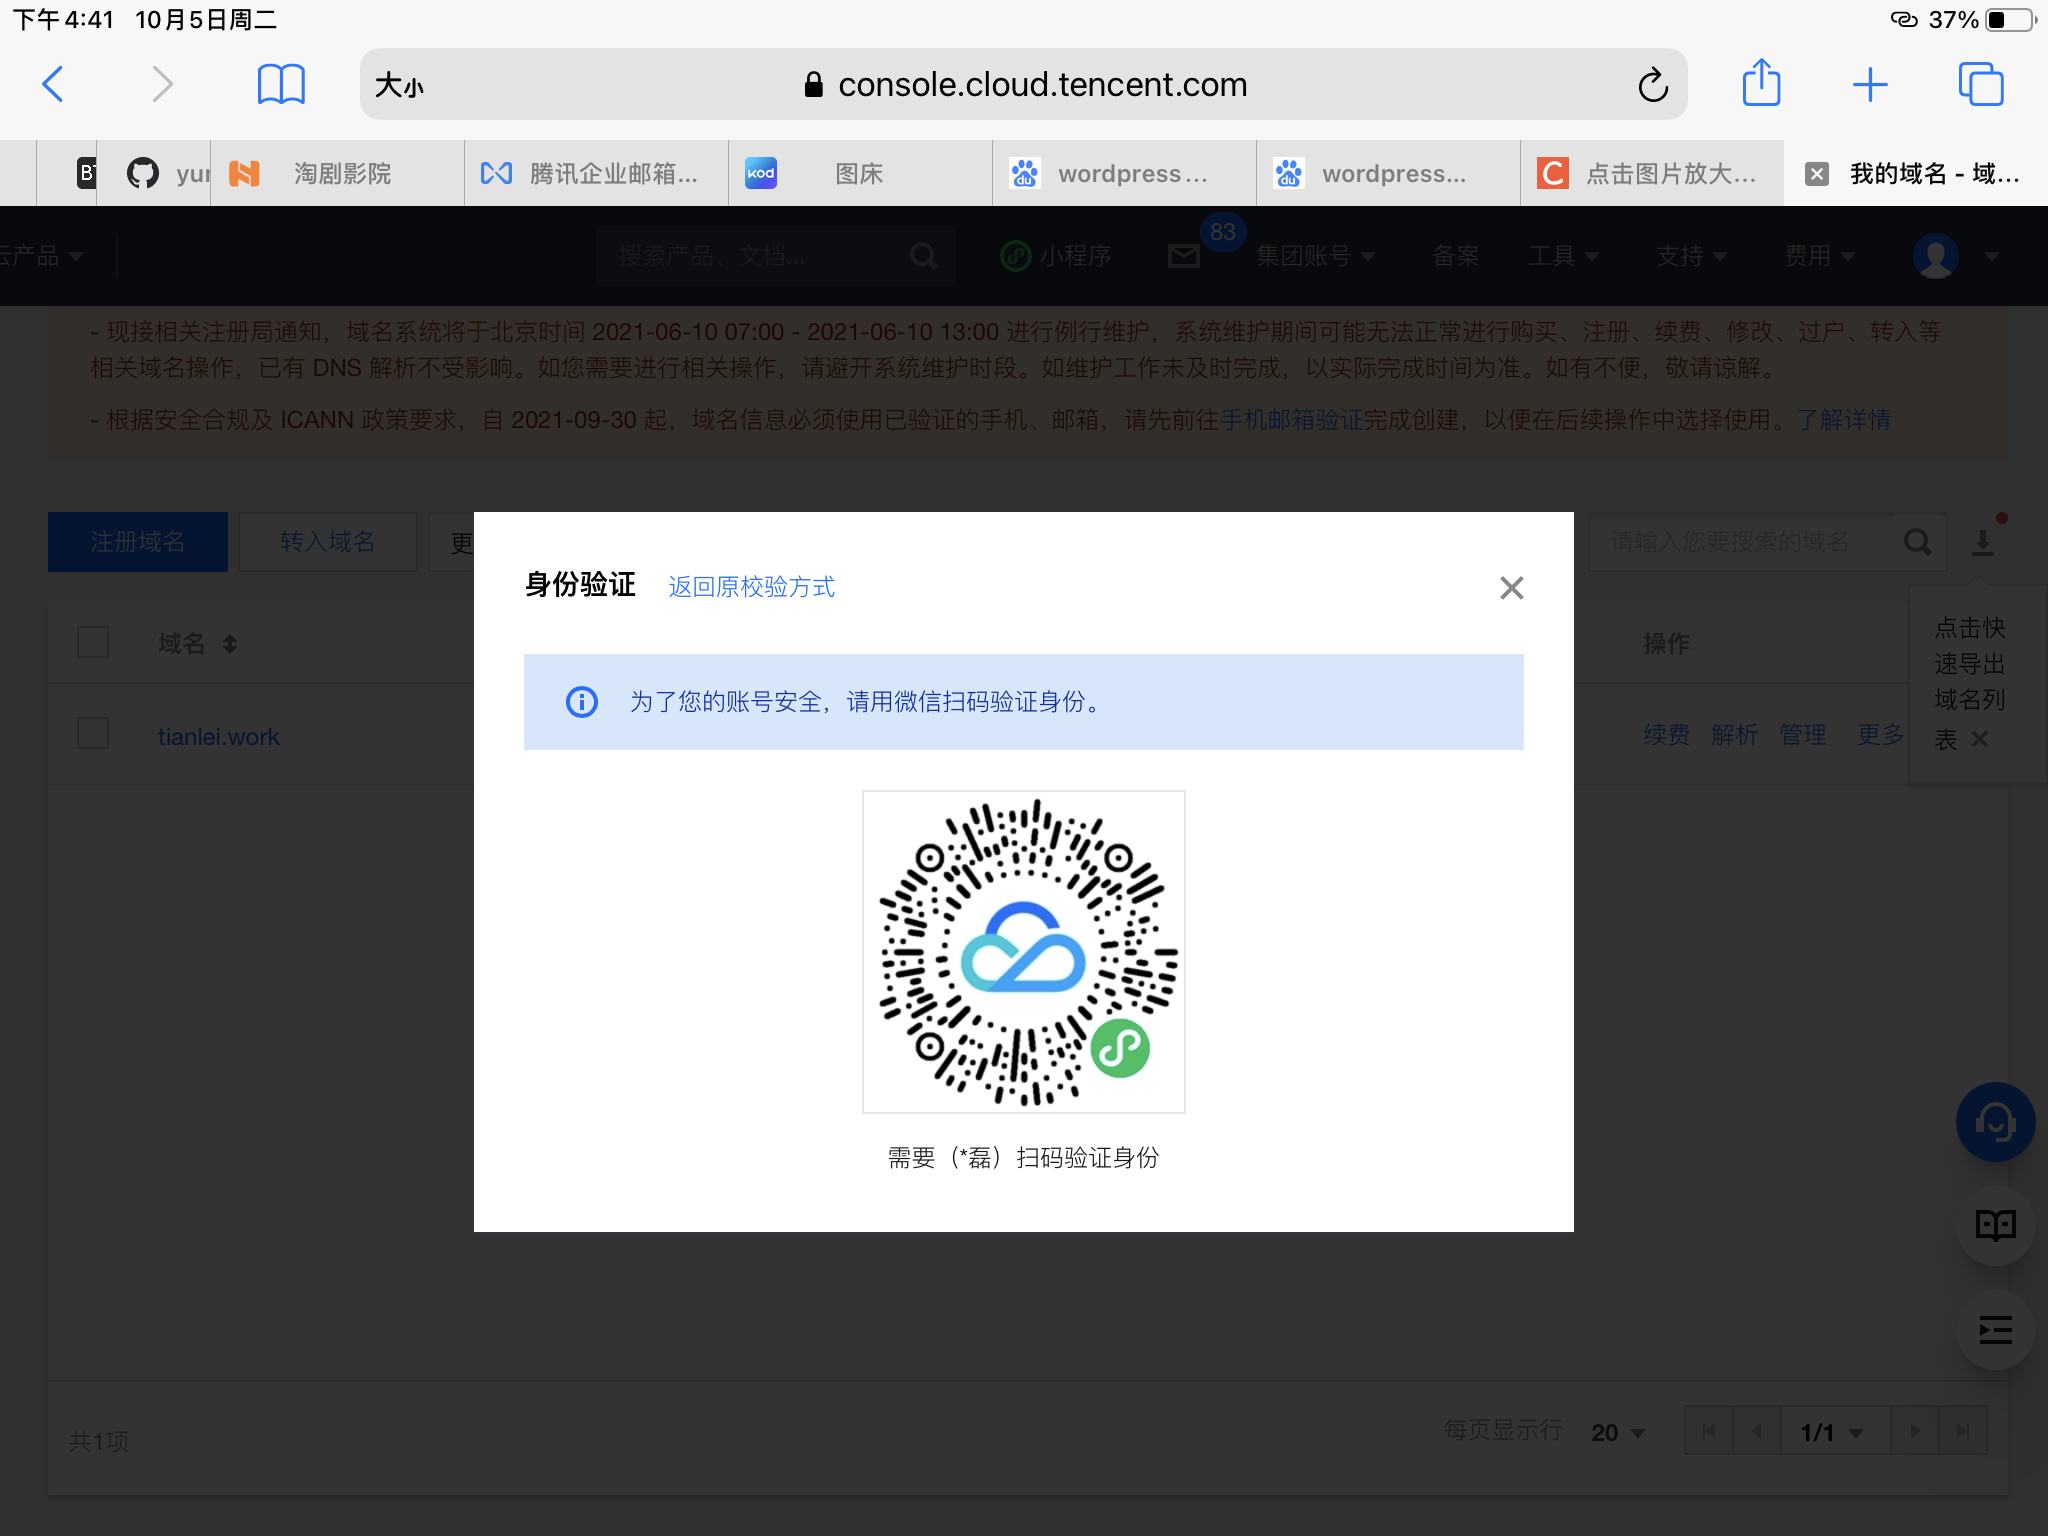 下午4:41 10月5日周二
37%
大小
console.cloud.tencent.com
yur
淘剧影院
腾讯企业邮箱...
kod
图床
du
wordpress...
du
wordpress...
C
点击图片放大...
我的域名 - 域...
云产品
搜索产品、文档...
小程序
83
集团账号
备案
工具
支持
费用
- 现接相关注册局通知，域名系统将于北京时间 2021-06-10 07:00 - 2021-06-10 13:00 进行例行维护，系统维护期间可能无法正常进行购买、注册、续费、修改、过户、转入等
相关域名操作，已有 DNS 解析不受影响。如您需要进行相关操作，请避开系统维护时段。如维护工作未及时完成，以实际完成时间为准。如有不便，敬请谅解。
- 根据安全合规及 ICANN 政策要求，自 2021-09-30 起，域名信息必须使用已验证的手机、邮箱，请先前往手机邮箱验证完成创建，以便在后续操作中选择使用。了解详情
注册域名
转入域名
更
请输入您要搜索的域名
身份验证
返回原校验方式
为了您的账号安全，请用微信扫码验证身份。
需要（*磊）扫码验证身份
域名
操作
点击快
速导出
域名列
表
tianlei.work
续费 解析 管理 更多
共1项
每页显示行
20
1/1